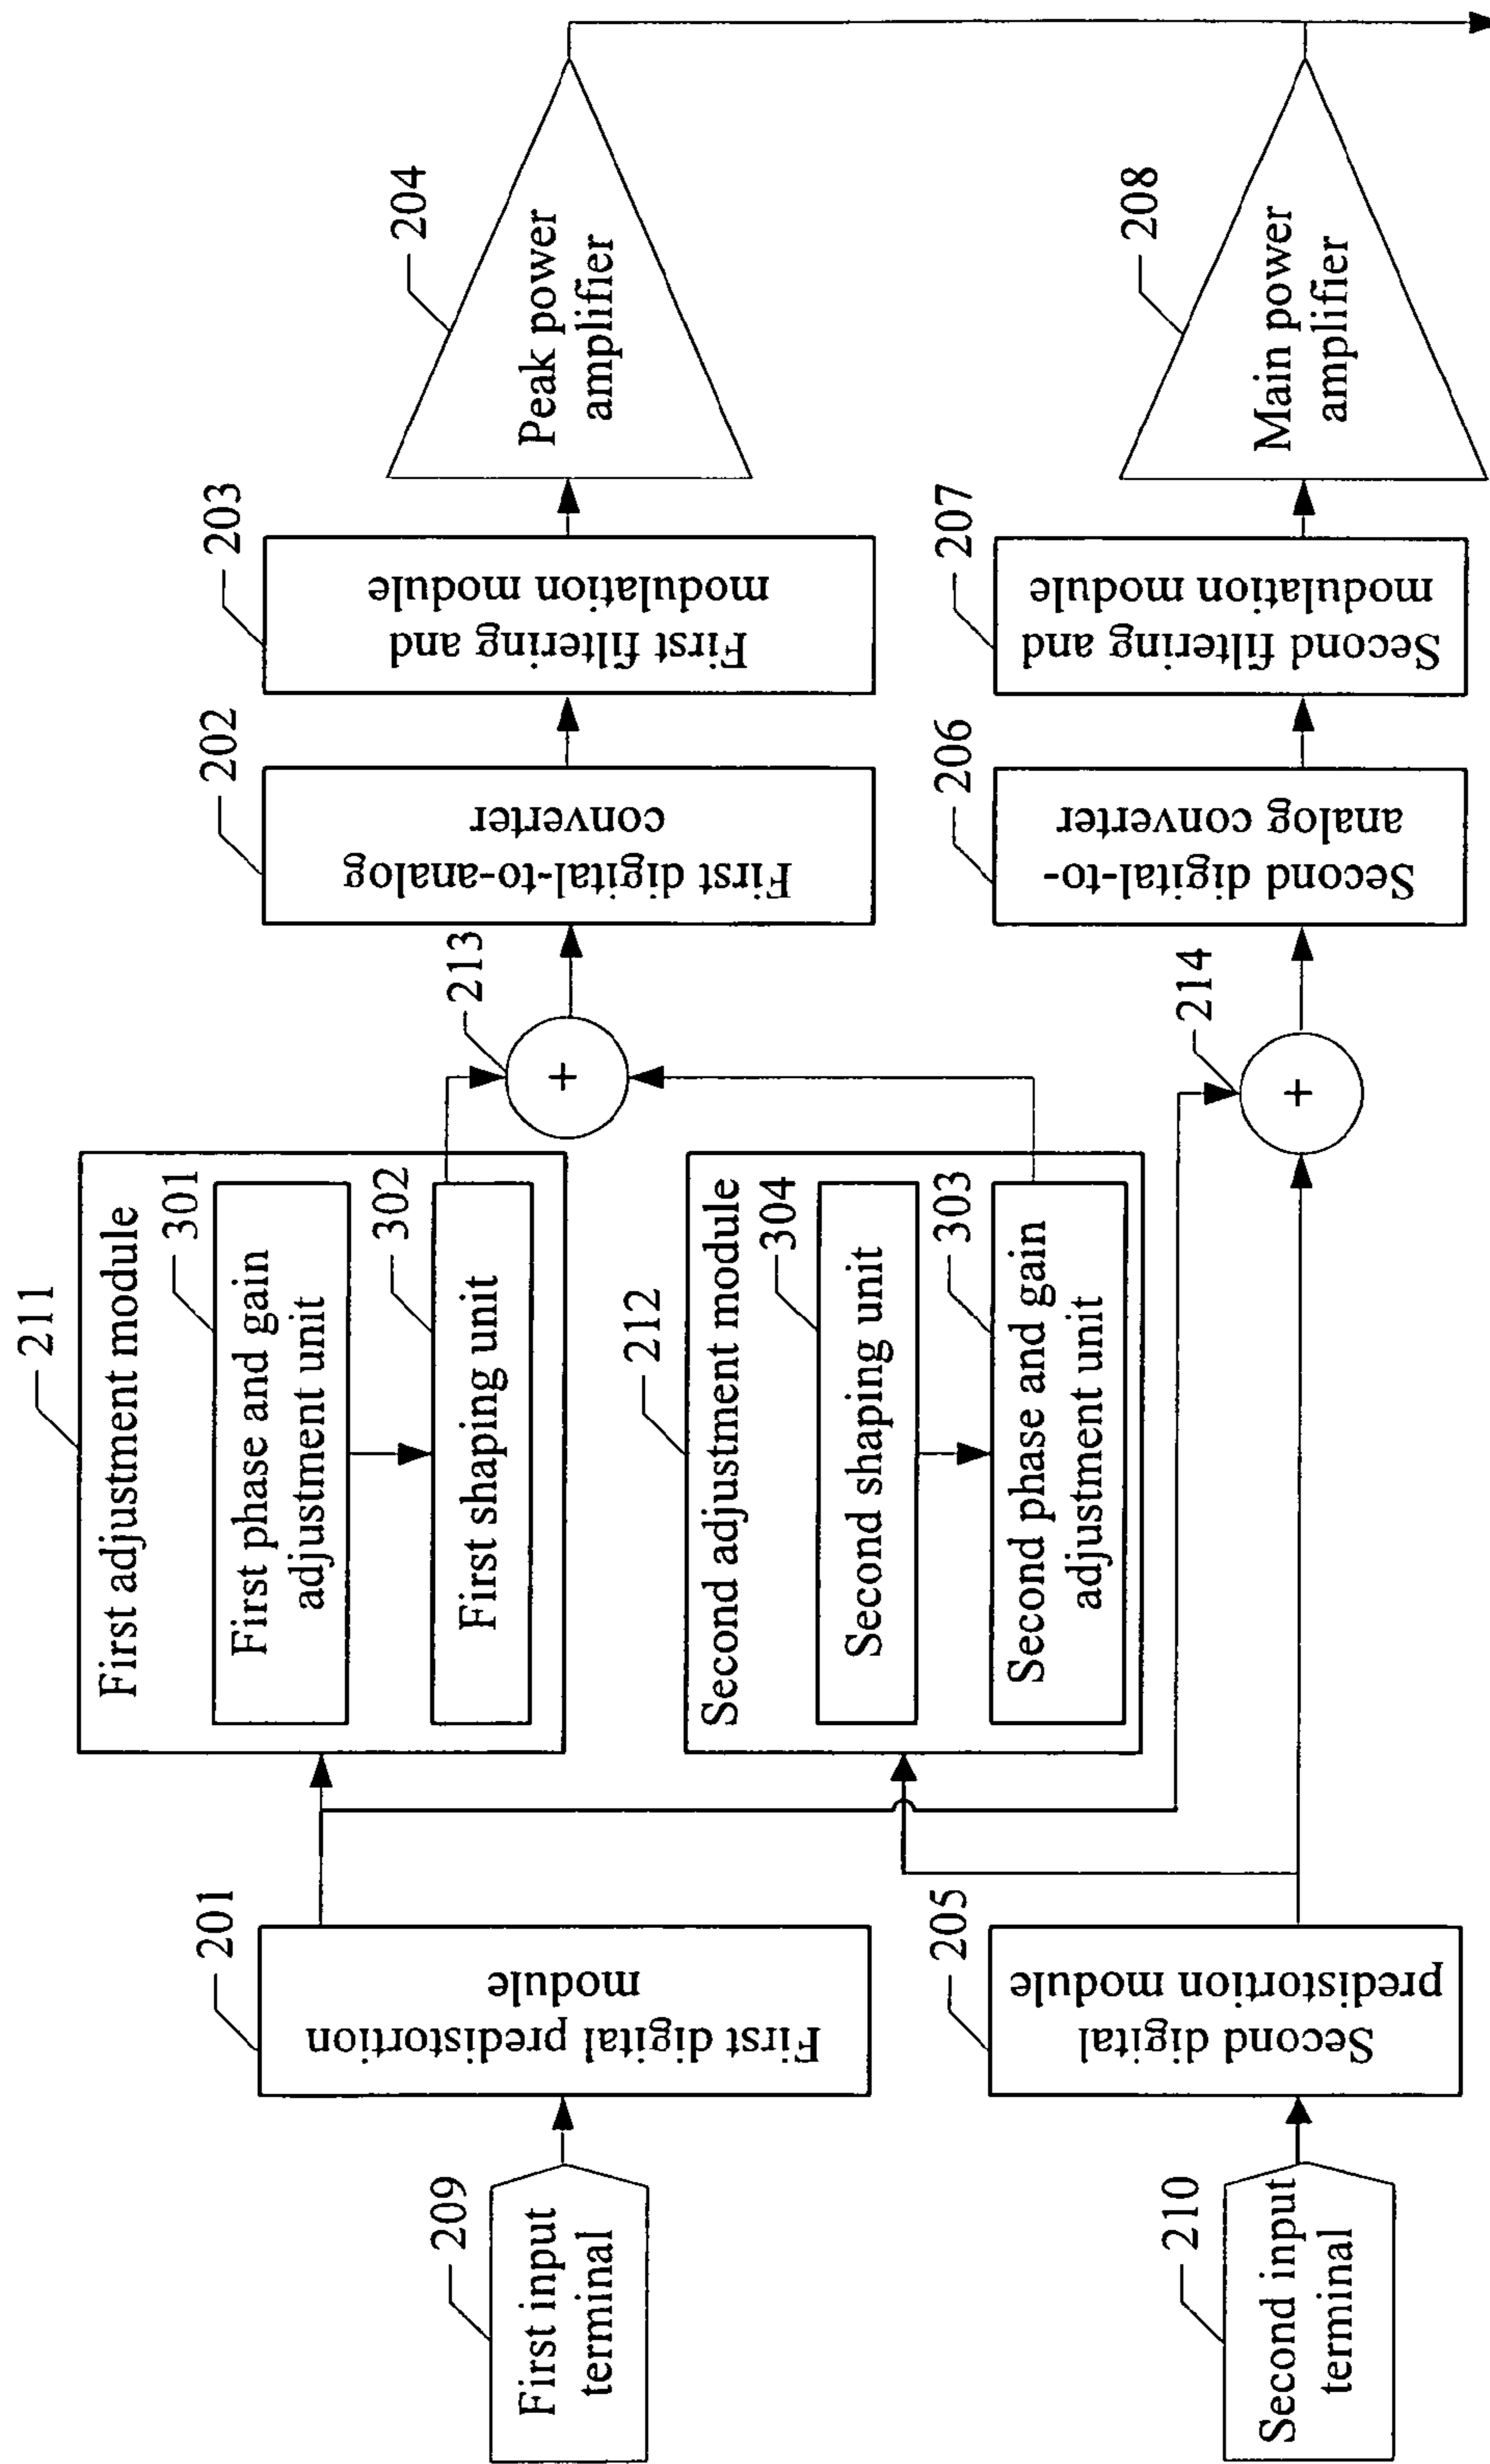 209
First input
terminal
201
First digital predistortion
module
211
First adjustment module
301
First phase and gain
adjustment unit
302
First shaping unit
213
+
202
First digital-to-analog
converter
203
First filtering and
modulation module
204
Peak power
amplifier
212
Second adjustment module
304
Second shaping unit
303
Second phase and gain
adjustment unit
210
Second input
terminal
205
Second digital
predistortion module
214
+
206
Second digital-to-
analog converter
207
Second filtering and
modulation module
208
Main power
amplifier